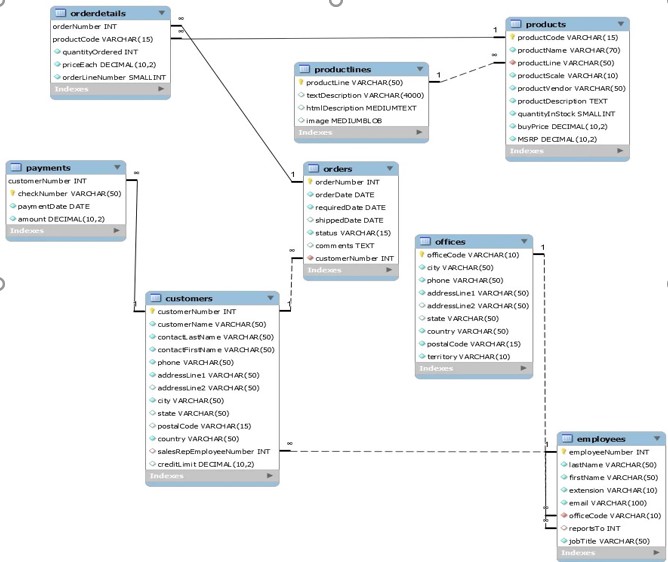 orderdetails
orderNumber INT
productCode VARCHAR(15)
quantityOrdered INT
priceEach DECIMAL(10,2)
orderLineNumber SMALLINT
Indexes
∞
∞
1
∞
products
productCode VARCHAR(15)
productName VARCHAR(70)
productLine VARCHAR(50)
productScale VARCHAR(10)
productVendor VARCHAR(50)
productDescription TEXT
quantityInStock SMALLINT
buyPrice DECIMAL(10,2)
MSRP DECIMAL(10,2)
Indexes
productlines
productLine VARCHAR(50)
textDescription VARCHAR(4000)
htmlDescription MEDIUMTEXT
image MEDIUMBLOB
Indexes
1
payments
customerNumber INT
checkNumber VARCHAR(50)
paymentDate DATE
amount DECIMAL(10,2)
Indexes
∞
1
orders
orderNumber INT
orderDate DATE
requiredDate DATE
shippedDate DATE
status VARCHAR(15)
comments TEXT
customerNumber INT
Indexes
1
∞
offices
officeCode VARCHAR(10)
city VARCHAR(50)
phone VARCHAR(50)
addressLine1 VARCHAR(50)
addressLine2 VARCHAR(50)
state VARCHAR(50)
country VARCHAR(50)
postalCode VARCHAR(15)
territory VARCHAR(10)
Indexes
1
customers
customerNumber INT
customerName VARCHAR(50)
contactLastName VARCHAR(50)
contactFirstName VARCHAR(50)
phone VARCHAR(50)
addressLine1 VARCHAR(50)
addressLine2 VARCHAR(50)
city VARCHAR(50)
state VARCHAR(50)
postalCode VARCHAR(15)
country VARCHAR(50)
salesRepEmployeeNumber INT
creditLimit DECIMAL(10,2)
Indexes
1
∞
employees
employeeNumber INT
lastName VARCHAR(50)
firstName VARCHAR(50)
extension VARCHAR(10)
email VARCHAR(100)
officeCode VARCHAR(10)
reportsTo INT
jobTitle VARCHAR(50)
Indexes
1